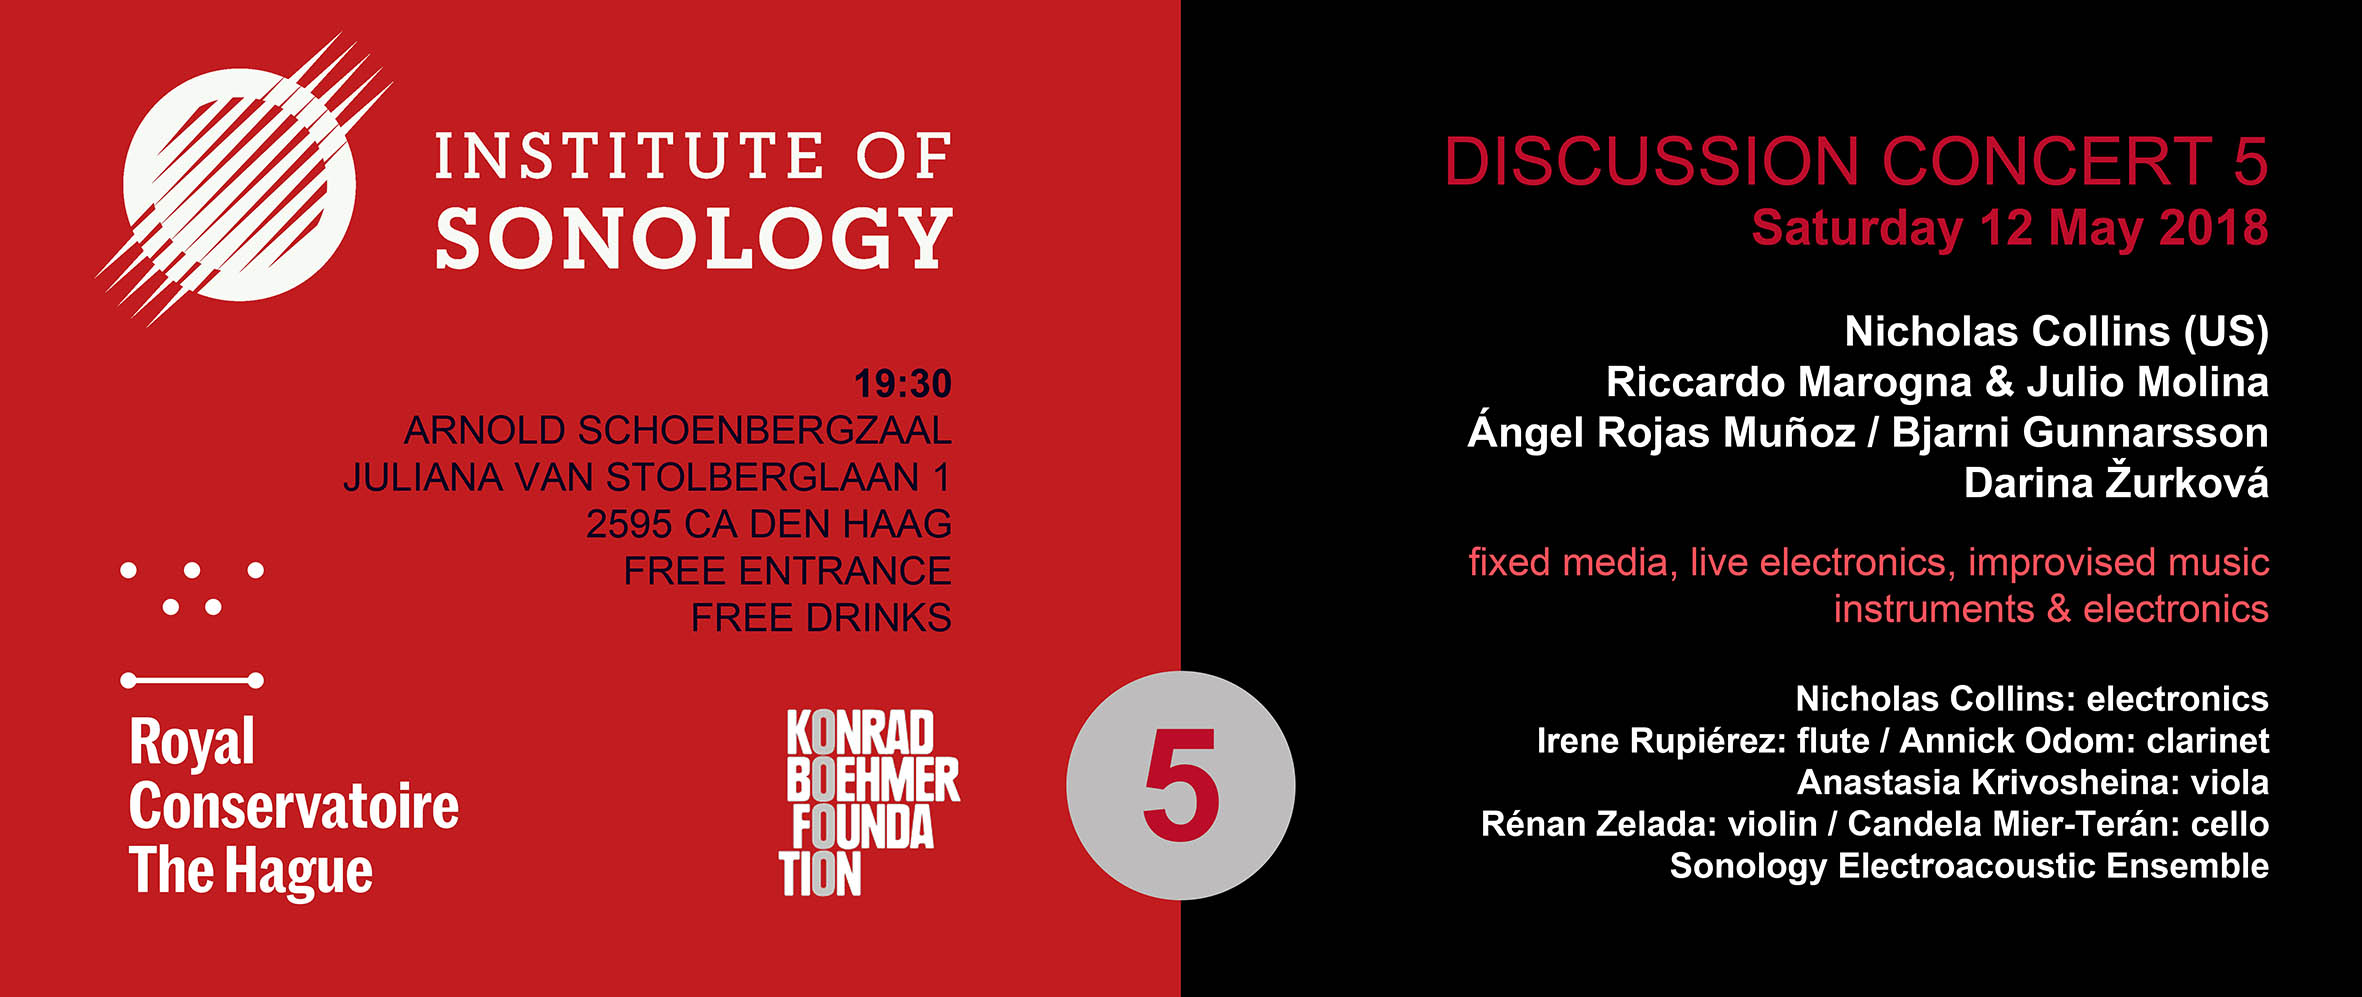 INSTITUTE OF
SONOLOGY
19:30
ARNOLD SCHOENBERGZAAL
JULIANA VAN STOLBERGLAAN 1
2595 CA DEN HAAG
FREE ENTRANCE
FREE DRINKS
Royal
Conservatoire
The Hague
KONRAD
BOEHMER
FOUNDA
TION
5
DISCUSSION CONCERT 5
Saturday 12 May 2018
Nicholas Collins (US)
Riccardo Marogna & Julio Molina
Ángel Rojas Muñoz / Bjarni Gunnarsson
Darina Žurková
fixed media, live electronics, improvised music
instruments & electronics
Nicholas Collins: electronics
Irene Rupiérez: flute / Annick Odom: clarinet
Anastasia Krivosheina: viola
Rénan Zelada: violin / Candela Mier-Terán: cello
Sonology Electroacoustic Ensemble